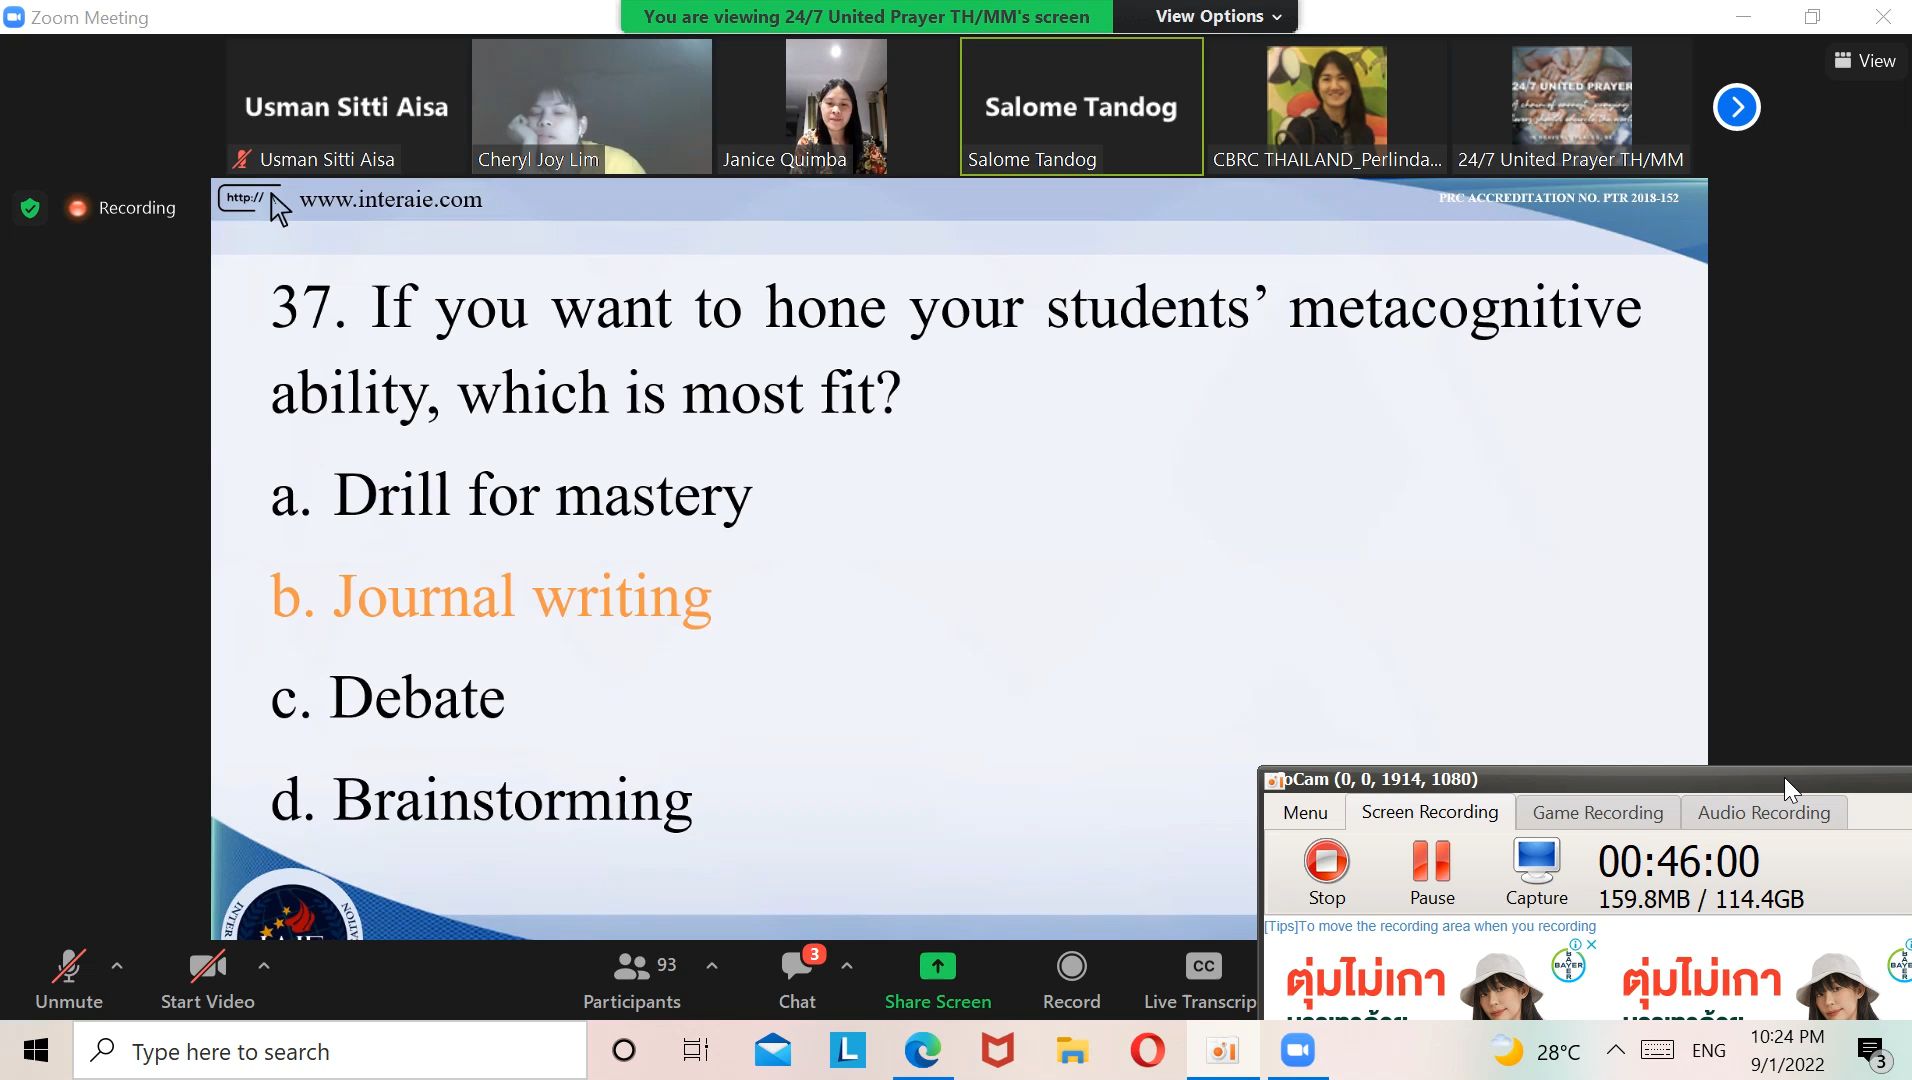 Zoom Meeting
You are viewing 24/7 United Prayer TH/MM's screen
View Options
View
Usman Sitti Aisa
Usman Sitti Aisa
Cheryl Joy Lim
Janice Quimba
Salome Tandog
Salome Tandog
CBRC THAILAND_Perlinda...
24/7 UNITED PRAYER
24/7 United Prayer TH/MM
Recording
http://
www.interaie.com
PRC ACCREDITATION NO. PTR 2018-152
37. If you want to hone your students’ metacognitive
ability, which is most fit?
a. Drill for mastery
b. Journal writing
c. Debate
d. Brainstorming
oCam (0, 0, 1914, 1080)
Menu
Screen Recording
Game Recording
Audio Recording
Stop
Pause
Capture
00:46:00
159.8MB / 114.4GB
[Tips]To move the recording area when you recording
ตุ่มไม่เกา
BAYER
ตุ่มไม่เกา
Unmute
Start Video
93
Participants
3
Chat
Share Screen
Record
CC
Live Transcrip
Type here to search
L
28°C
ENG
10:24 PM
9/1/2022
3